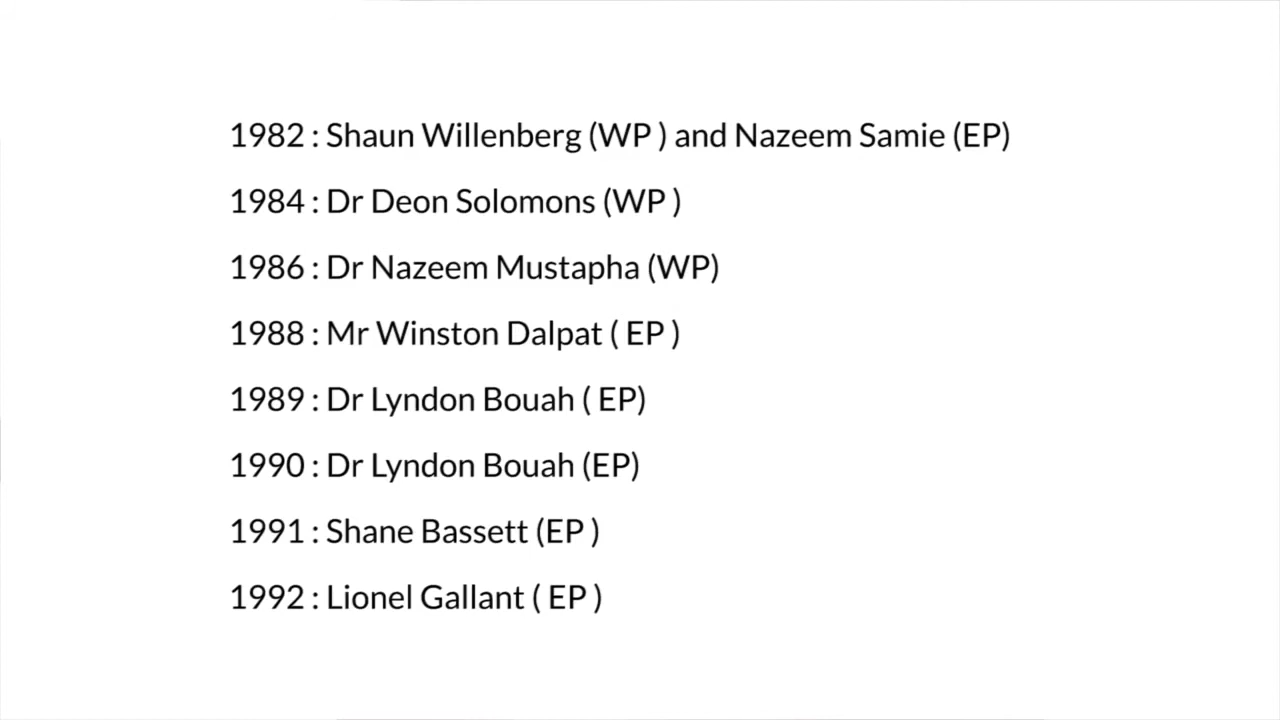 1982 : Shaun Willenberg (WP ) and Nazeem Samie (EP)
1984 : Dr Deon Solomons (WP )
1986 : Dr Nazeem Mustapha (WP)
1988 : Mr Winston Dalpat ( EP )
1989 : Dr Lyndon Bouah ( EP)
1990 : Dr Lyndon Bouah (EP)
1991 : Shane Bassett (EP )
1992 : Lionel Gallant ( EP )